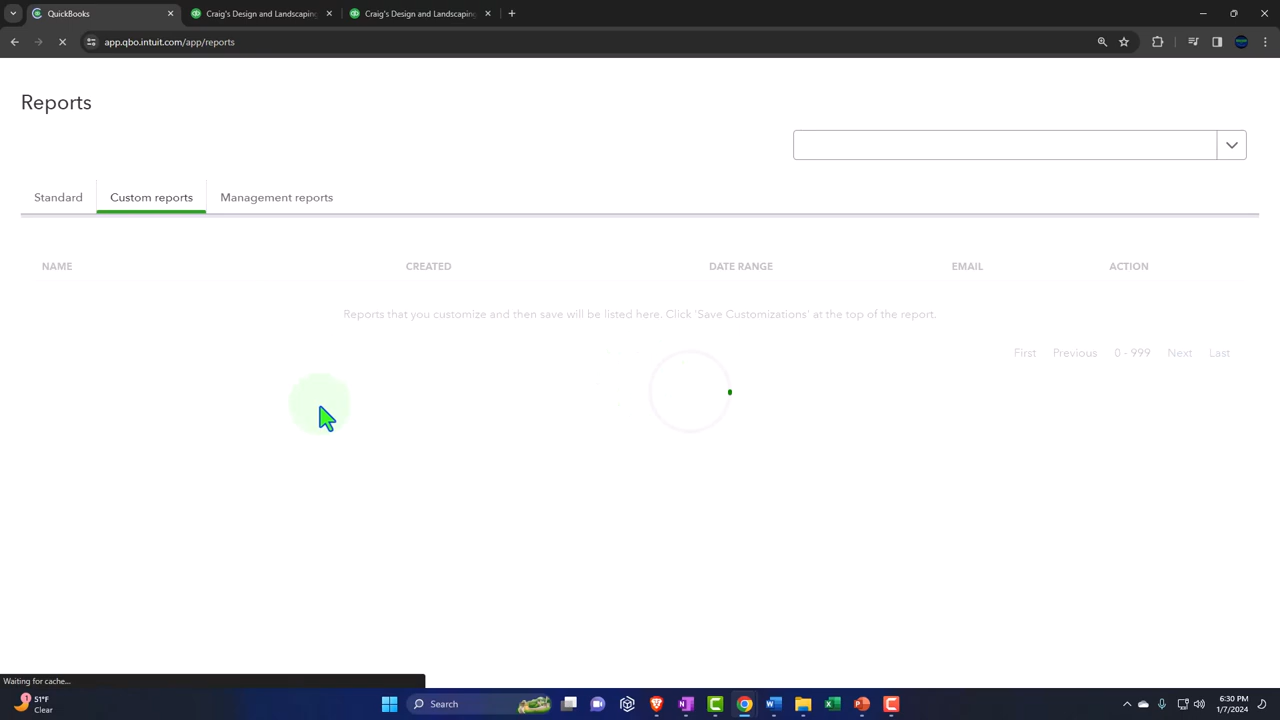 QuickBooks
Craig's Design and Landscaping
Craig's Design and Landscaping
app.qbo.intuit.com/app/reports
Reports
Standard
Custom reports
Management reports
NAME CREATED DATE RANGE EMAIL ACTION
Reports that you customize and then save will be listed here. Click 'Save Customizations' at the top of the report.
First Previous 0 - 999 Next Last
Waiting for cache...
1
51°F
Clear
Search
6:30 PM
1/7/2024